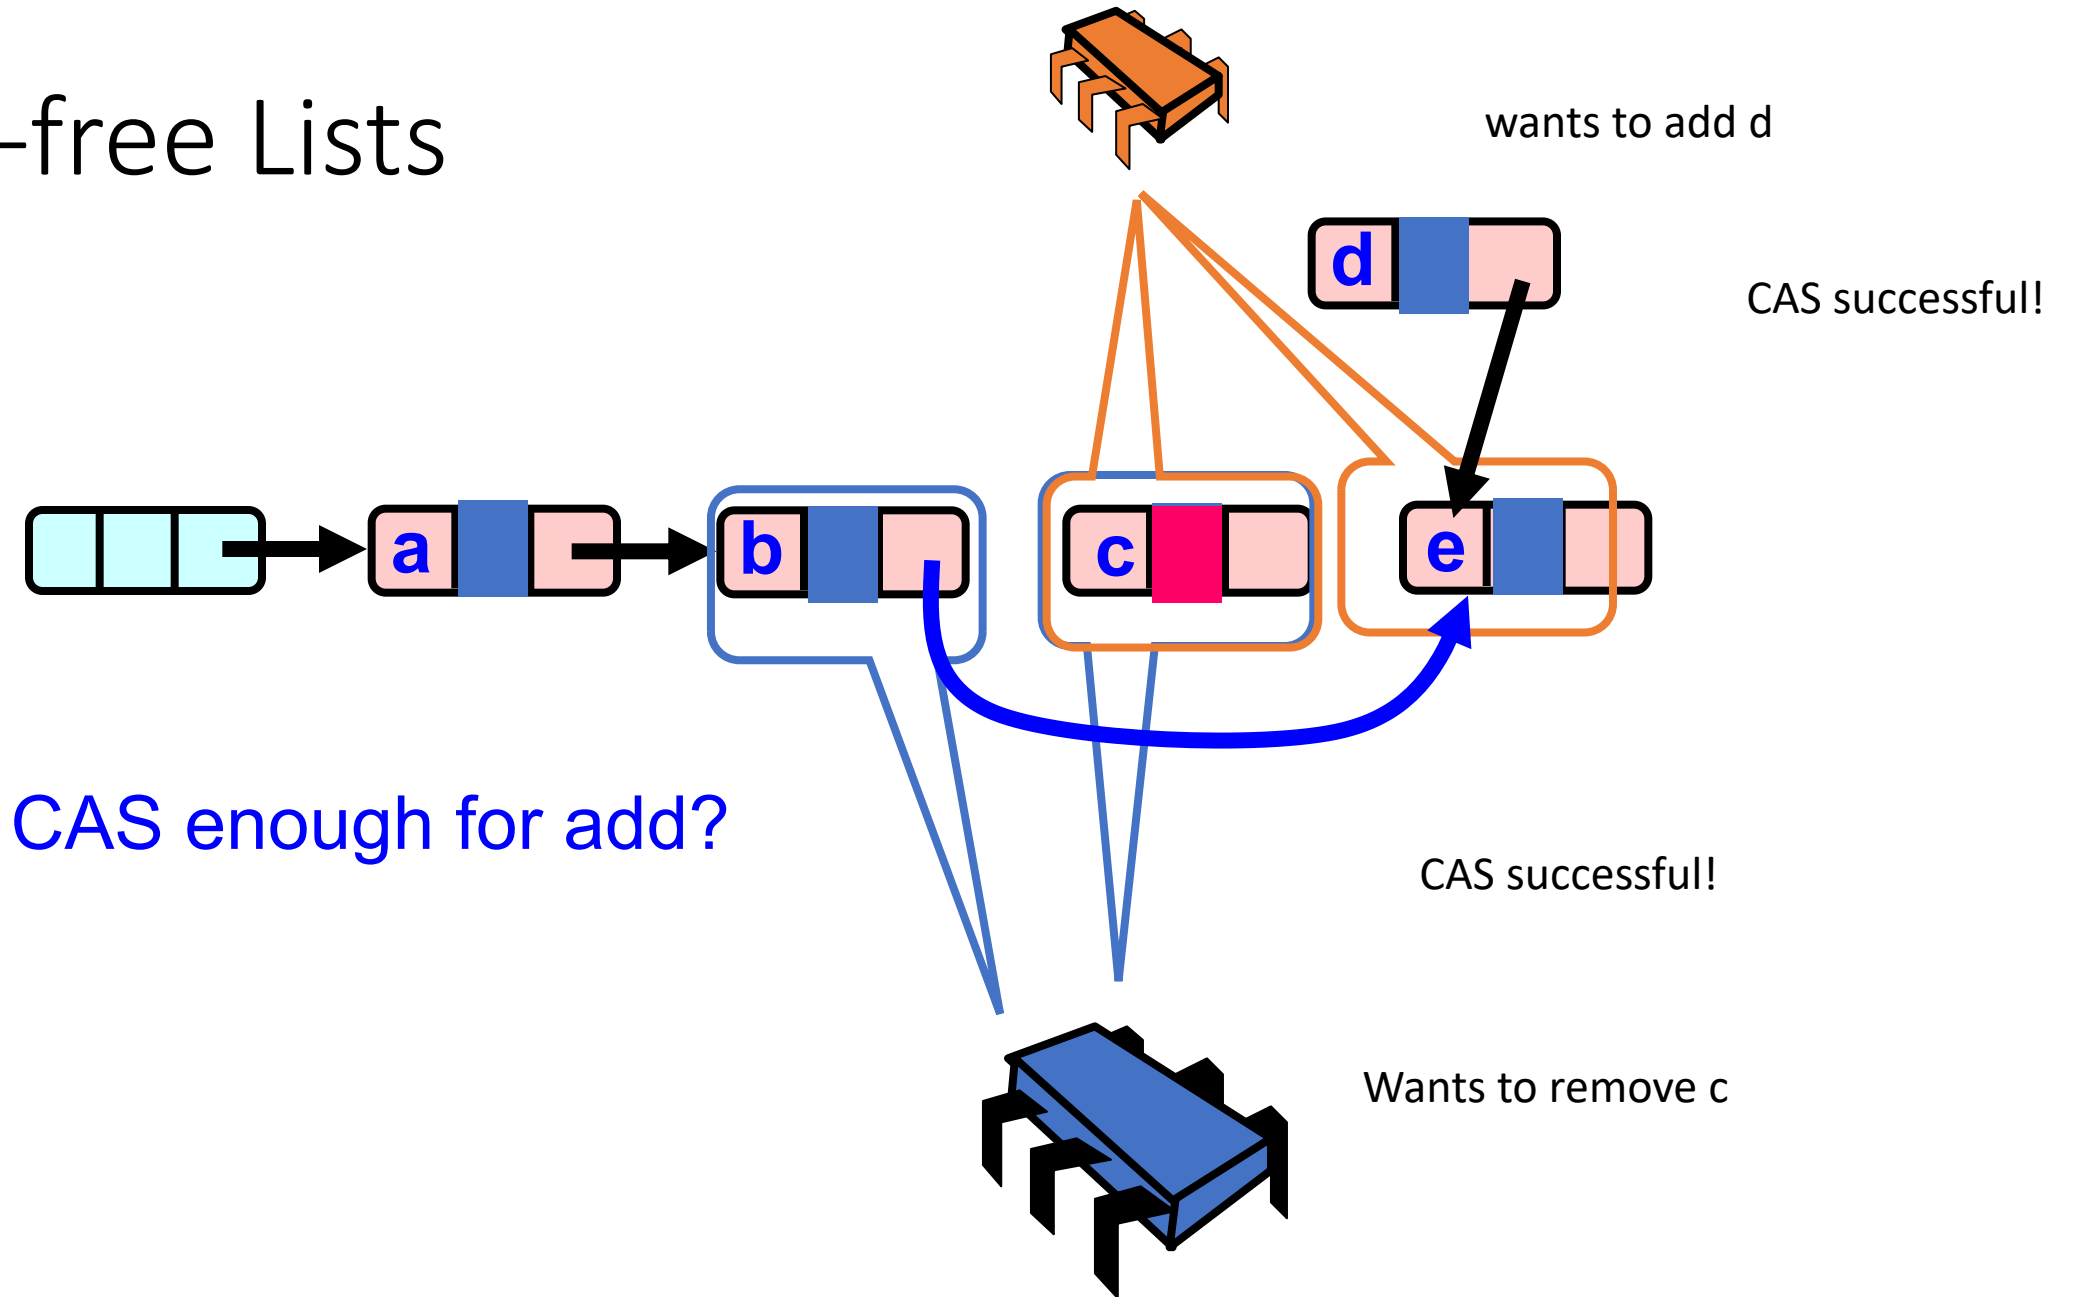 -free Lists
wants to add d
d
CAS successful!
a
b
c
e
CAS enough for add?
CAS successful!
Wants to remove c